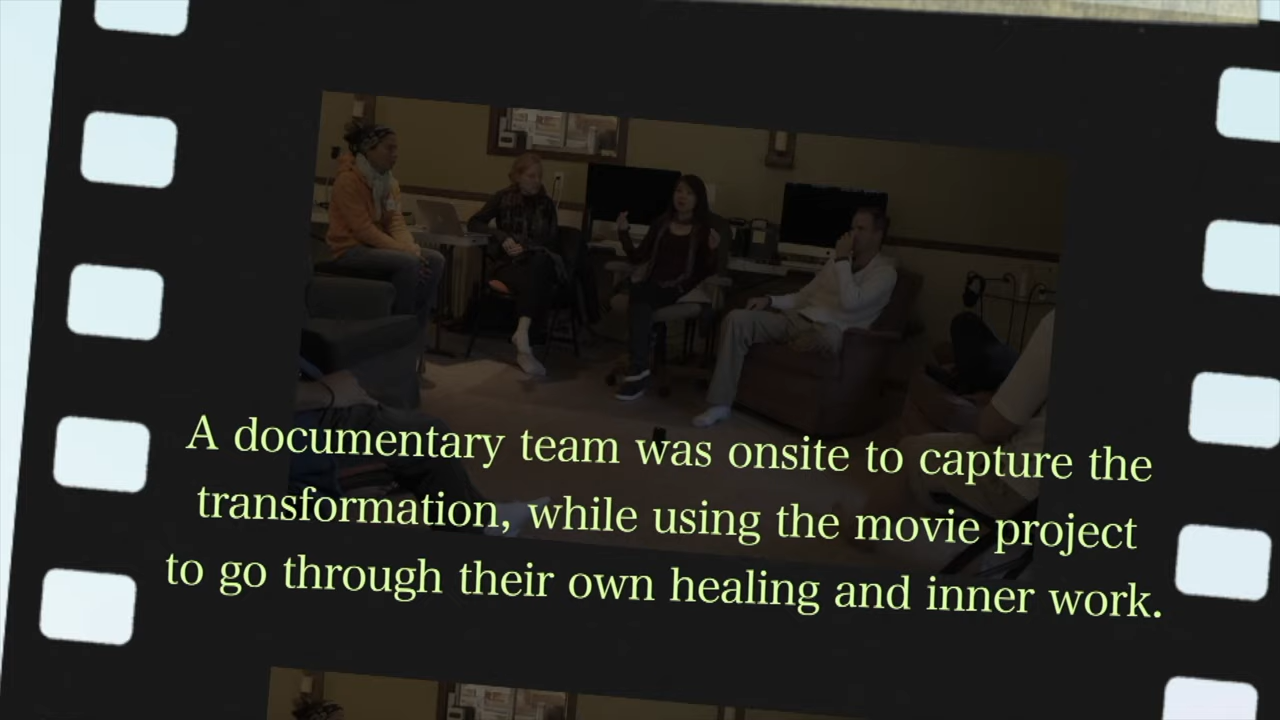 A documentary team was onsite to capture the
transformation, while using the movie project
to go through their own healing and inner work.